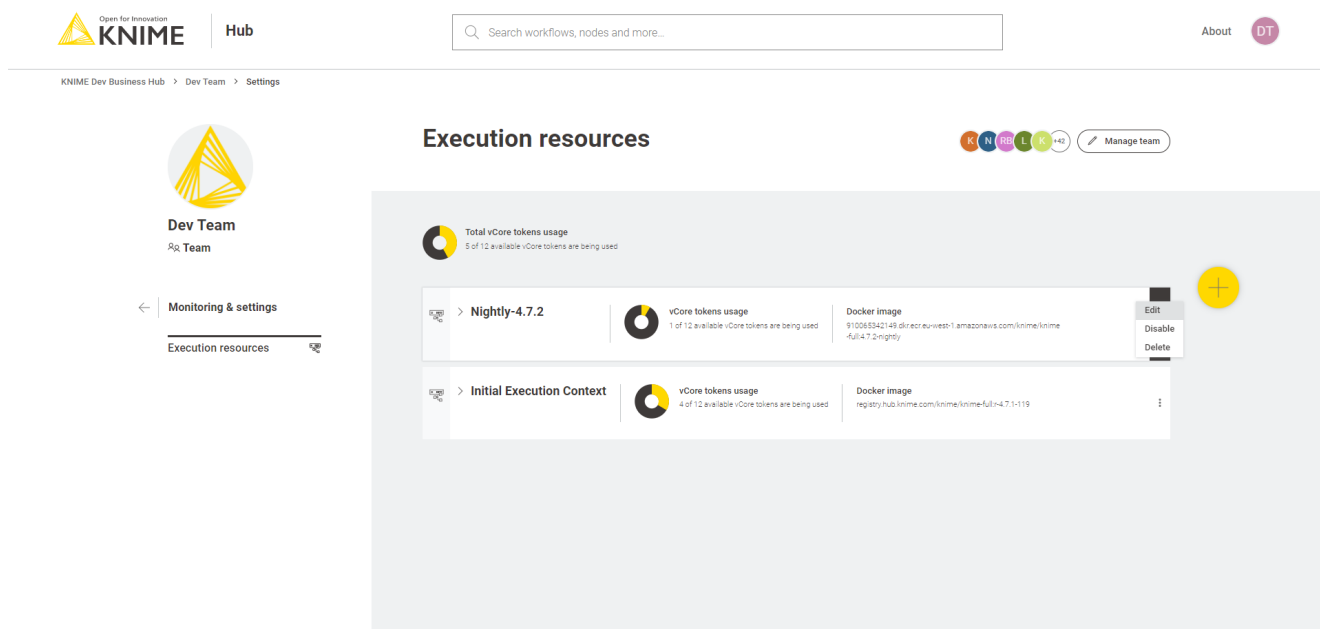 Open for Innovation
KNIME
Hub
Search workflows, nodes and more...
About
DT
KNIME Dev Business Hub > Dev Team > Settings
Execution resources
K N RB L K +42
Manage team
Dev Team
Team
Total vCore tokens usage
5 of 12 available vCore tokens are being used
Monitoring & settings
Execution resources
Nightly-4.7.2
vCore tokens usage
1 of 12 available vCore tokens are being used
Docker image
910065342149.dkr.ecr.eu-west-1.amazonaws.com/knime/knime
-full:4.7.2-nightly
Edit
Disable
Delete
Initial Execution Context
vCore tokens usage
4 of 12 available vCore tokens are being used
Docker image
registry.hub.knime.com/knime/knime-full:r-4.7.1-119